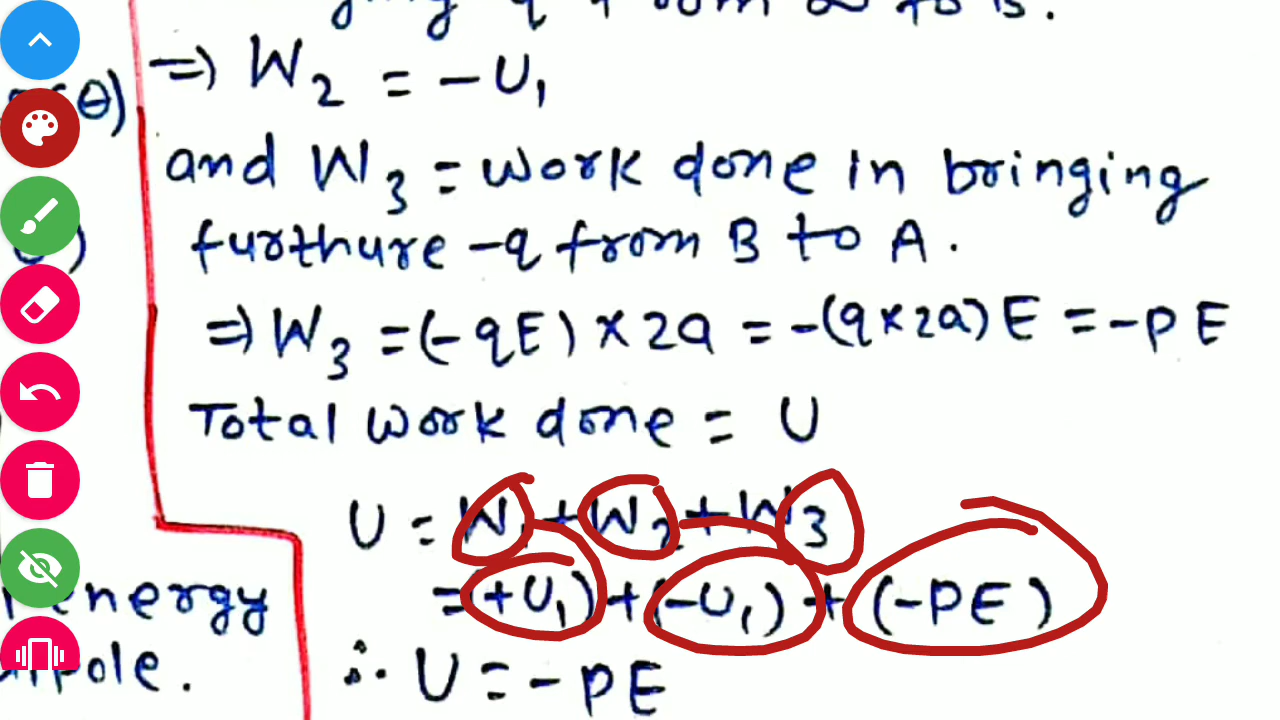 ⇒ W₂ = -U₁
θ)
and W₃ = work done in bringing
furthure -q from B to A.
⇒ W₃ = (-qE) × 2a = -(q×2a) E = -PE
Total work done = U
U = W₁ + W₂ + W₃
= (+U₁) + (-U₁) + (-PE)
energy
∴ U = -PE